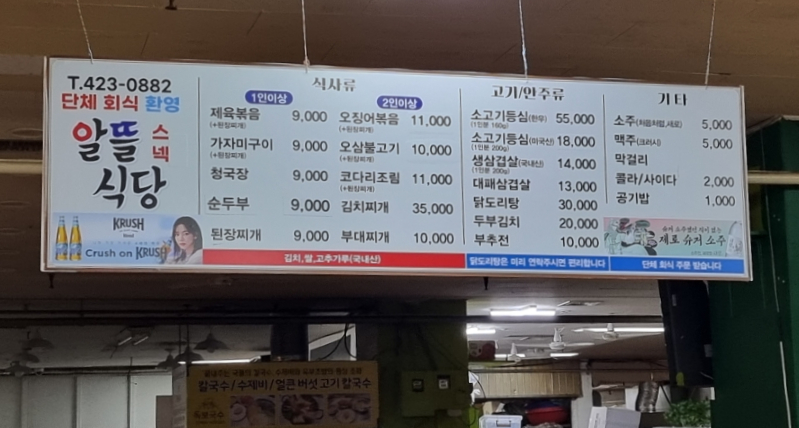 T.423-0882
단체 회식 환영
알뜰 스넥
식당
KRUSH
Crush on KRUSH
식사류
1인이상
제육볶음 9,000
(+된장찌개)
가자미구이 9,000
(+된장찌개)
청국장 9,000
순두부 9,000
된장찌개 9,000
2인이상
오징어볶음 11,000
(+된장찌개)
오삼불고기 10,000
(+된장찌개)
코다리조림 11,000
(+된장찌개)
김치찌개 35,000
부대찌개 10,000
고기/안주류
소고기등심(한우) 55,000
(1인분 160g)
소고기등심(미국산) 18,000
(1인분 200g)
생삼겹살(국내산) 14,000
(1인분 200g)
대패삼겹살 13,000
닭도리탕 30,000
두부김치 20,000
부추전 10,000
기타
소주(처음처럼,새로) 5,000
맥주(크러시) 5,000
막걸리
콜라/사이다 2,000
공기밥 1,000
제로 슈거 소주
김치,쌀,고추가루(국내산)
닭도리탕은 미리 연락주시면 편리합니다
단체 회식 주문 받습니다
칼국수/수제비/얼큰 버섯고기 칼국수